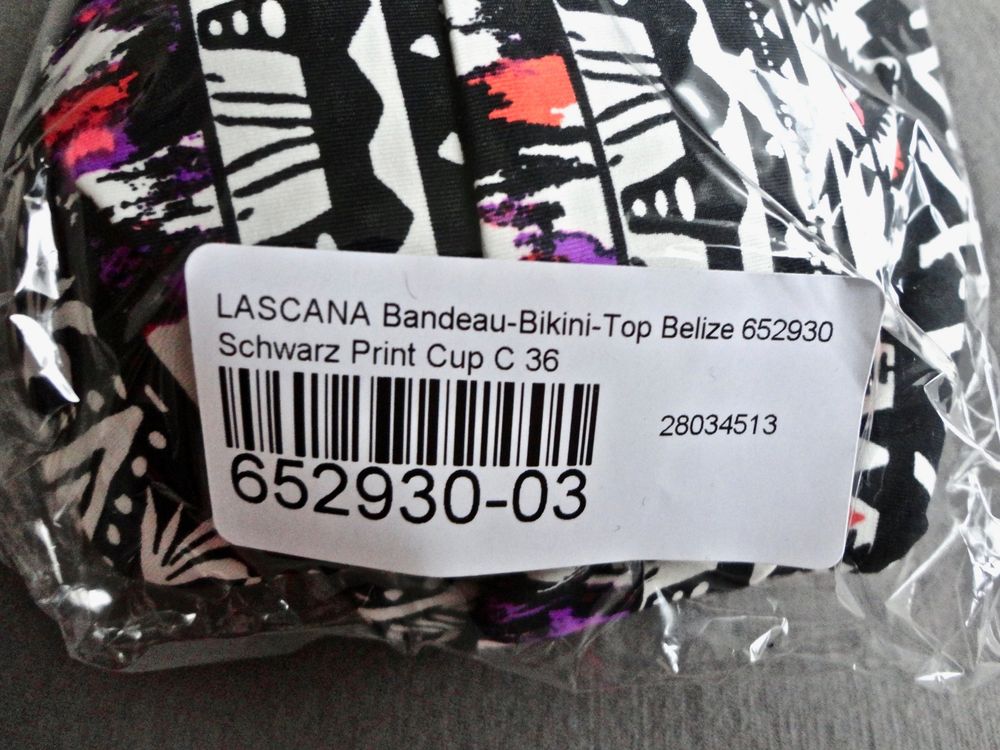 LASCANA Bandeau-Bikini-Top Belize 652930
Schwarz Print Cup C 36
28034513
652930-03